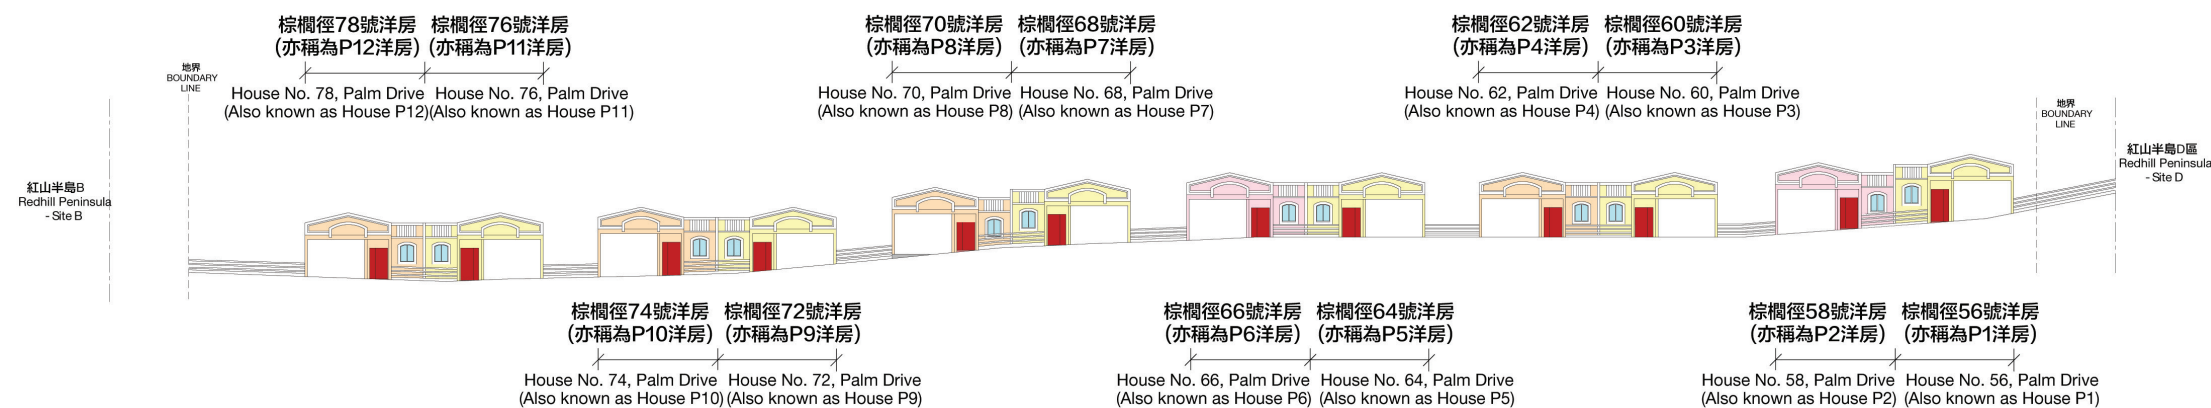 棕櫚徑78號洋房
(亦稱為P12洋房)
棕櫚徑76號洋房
(亦稱為P11洋房)
House No. 78, Palm Drive
(Also known as House P12)
House No. 76, Palm Drive
(Also known as House P11)
棕櫚徑70號洋房
(亦稱為P8洋房)
棕櫚徑68號洋房
(亦稱為P7洋房)
House No. 70, Palm Drive
(Also known as House P8)
House No. 68, Palm Drive
(Also known as House P7)
棕櫚徑62號洋房
(亦稱為P4洋房)
棕櫚徑60號洋房
(亦稱為P3洋房)
House No. 62, Palm Drive
(Also known as House P4)
House No. 60, Palm Drive
(Also known as House P3)
地界
BOUNDARY
LINE
地界
BOUNDARY
LINE
紅山半島B
Redhill Peninsula
- Site B
紅山半島D區
Redhill Peninsula
- Site D
棕櫚徑74號洋房
(亦稱為P10洋房)
棕櫚徑72號洋房
(亦稱為P9洋房)
House No. 74, Palm Drive
(Also known as House P10)
House No. 72, Palm Drive
(Also known as House P9)
棕櫚徑66號洋房
(亦稱為P6洋房)
棕櫚徑64號洋房
(亦稱為P5洋房)
House No. 66, Palm Drive
(Also known as House P6)
House No. 64, Palm Drive
(Also known as House P5)
棕櫚徑58號洋房
(亦稱為P2洋房)
棕櫚徑56號洋房
(亦稱為P1洋房)
House No. 58, Palm Drive
(Also known as House P2)
House No. 56, Palm Drive
(Also known as House P1)